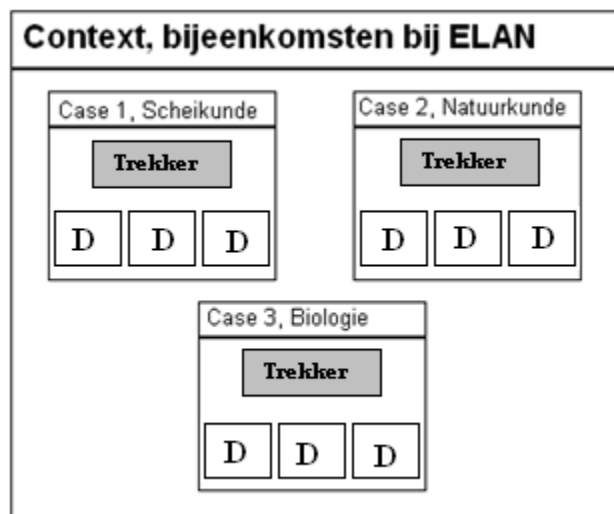 Context, bijeenkomsten bij ELAN
Case 1, Scheikunde
Trekker
D D D
Case 2, Natuurkunde
Trekker
D D D
Case 3, Biologie
Trekker
D D D